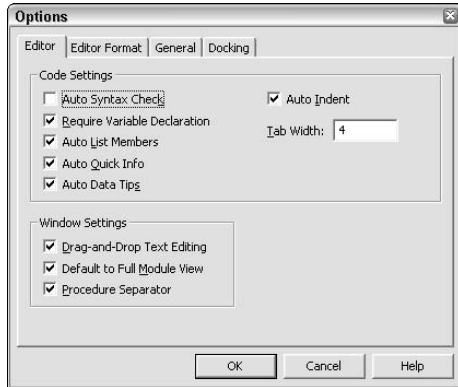 Options
Editor
Editor Format
General
Docking
Code Settings
Auto Syntax Check
Auto Indent
Require Variable Declaration
Tab Width: 4
Auto List Members
Auto Quick Info
Auto Data Tips
Window Settings
Drag-and-Drop Text Editing
Default to Full Module View
Procedure Separator
OK
Cancel
Help